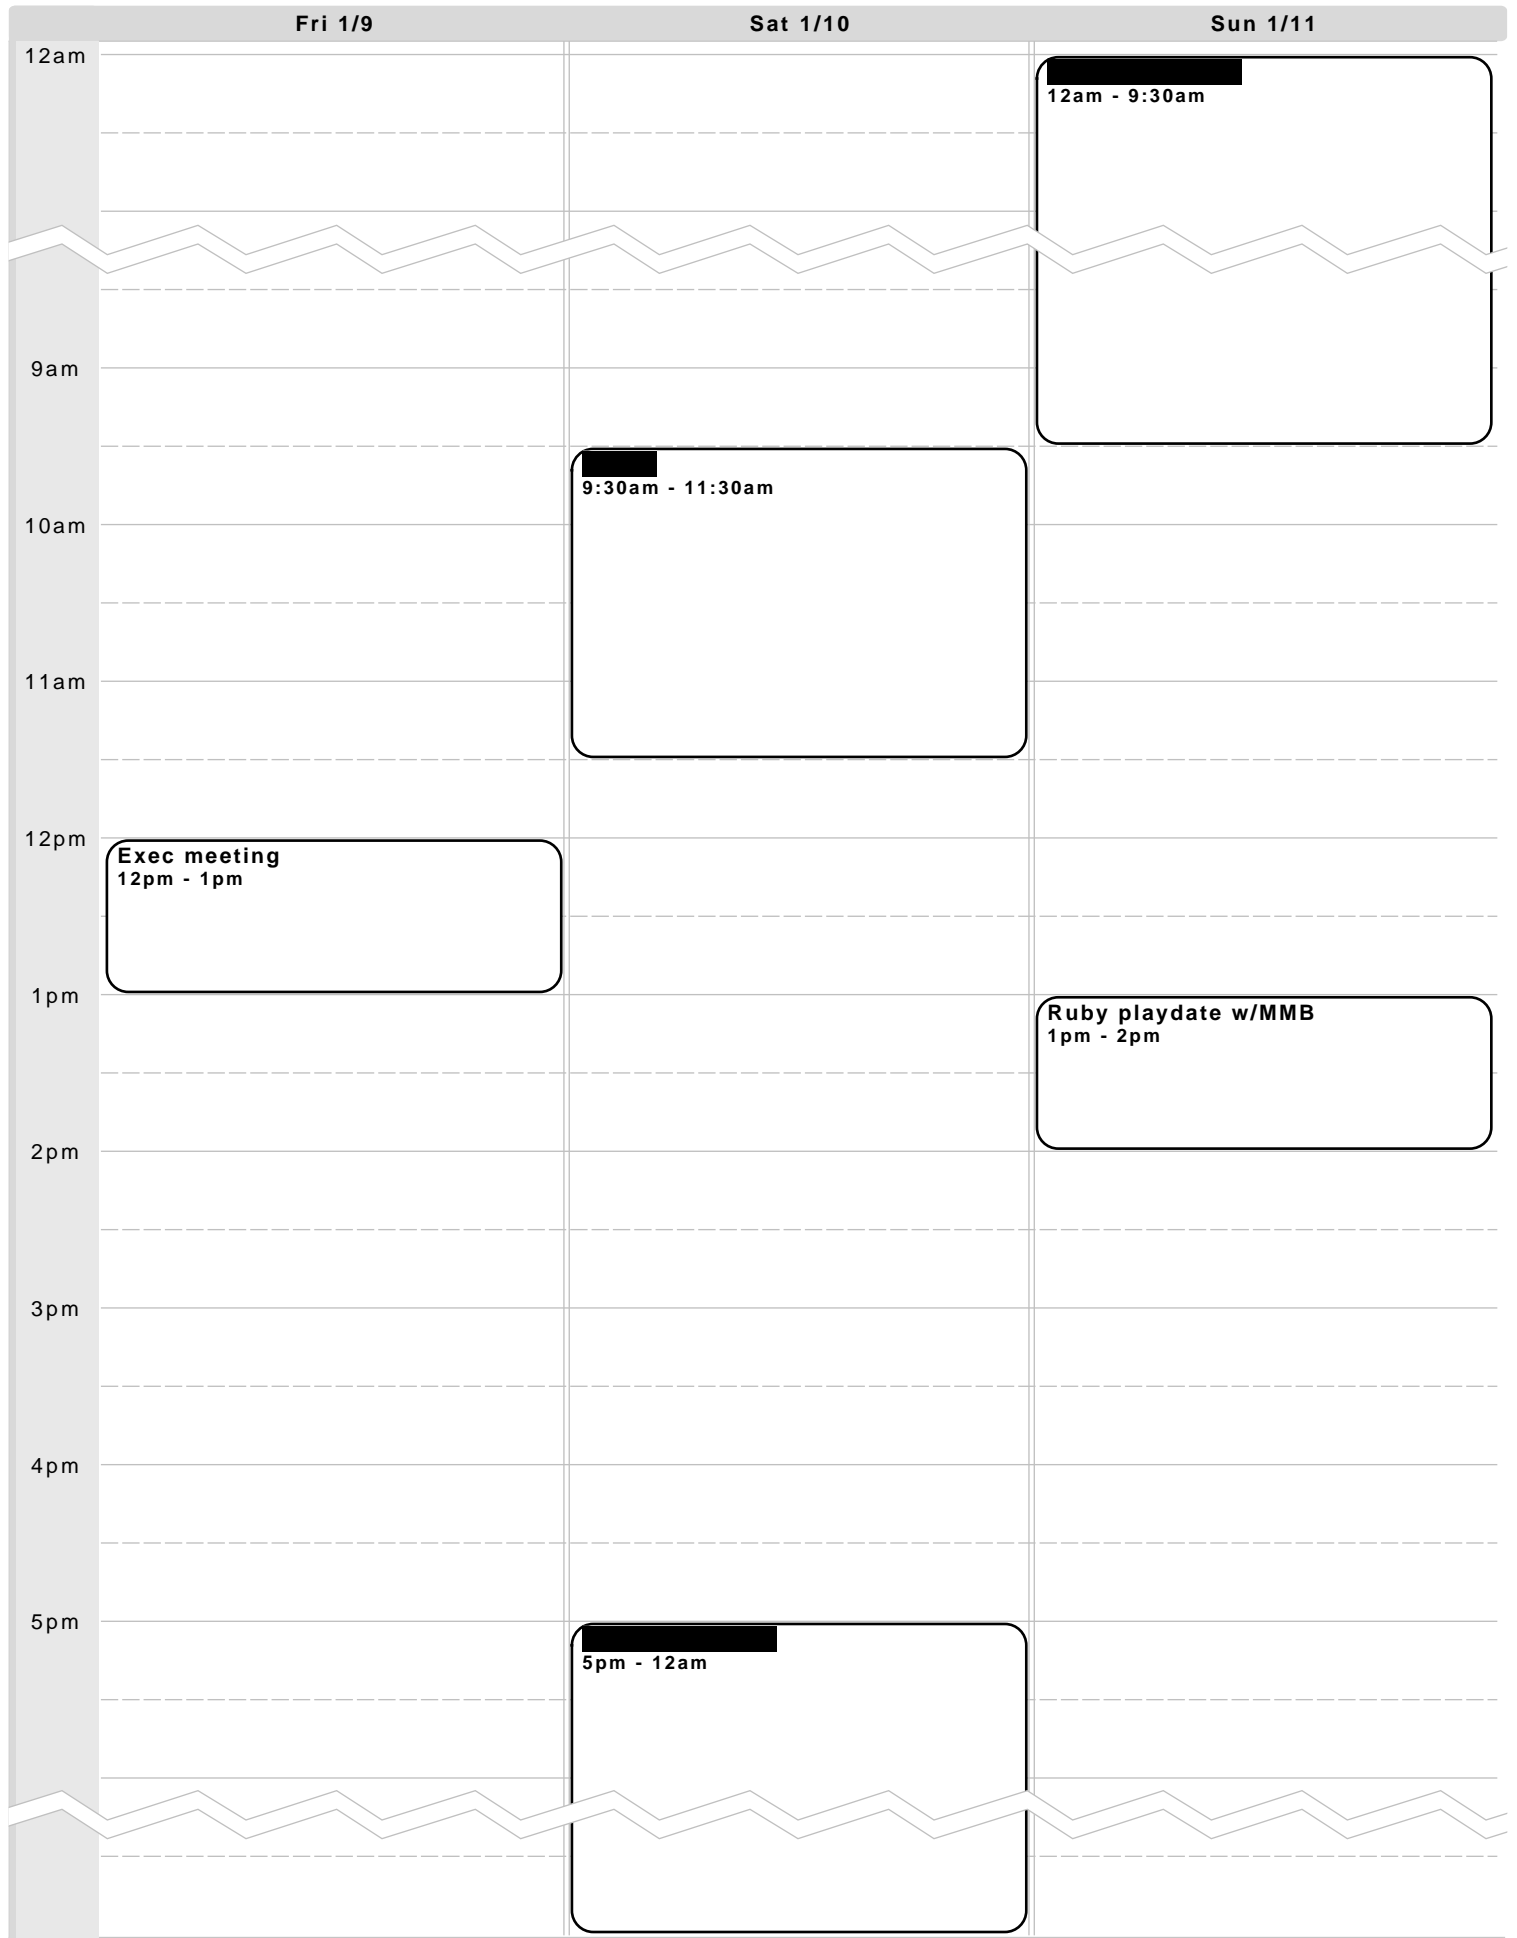 Fri 1/9
Sat 1/10
Sun 1/11
12am
12am - 9:30am
9am
9:30am - 11:30am
10am
11am
12pm
Exec meeting
12pm - 1pm
1pm
Ruby playdate w/MMB
1pm - 2pm
2pm
3pm
4pm
5pm
5pm - 12am